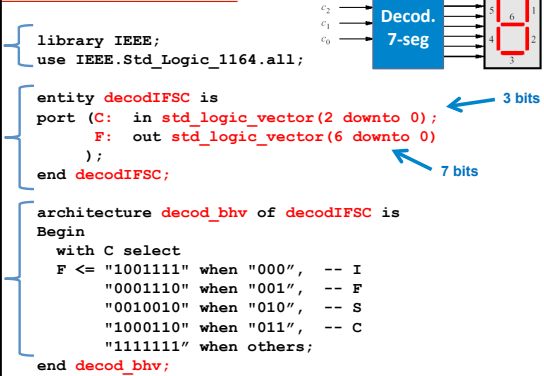 c2
c1
c0
Decod.
7-seg
5
6
1
4
2
3
library IEEE;
use IEEE.Std_Logic_1164.all;
entity decodIFSC is
port (C:  in std_logic_vector(2 downto 0);
F:  out std_logic_vector(6 downto 0)
);
end decodIFSC;
3 bits
7 bits
architecture decod_bhv of decodIFSC is
Begin
with C select
F <= "1001111" when "000",  -- I
"0001110" when "001",  -- F
"0010010" when "010",  -- S
"1000110" when "011",  -- C
"1111111" when others;
end decod_bhv;